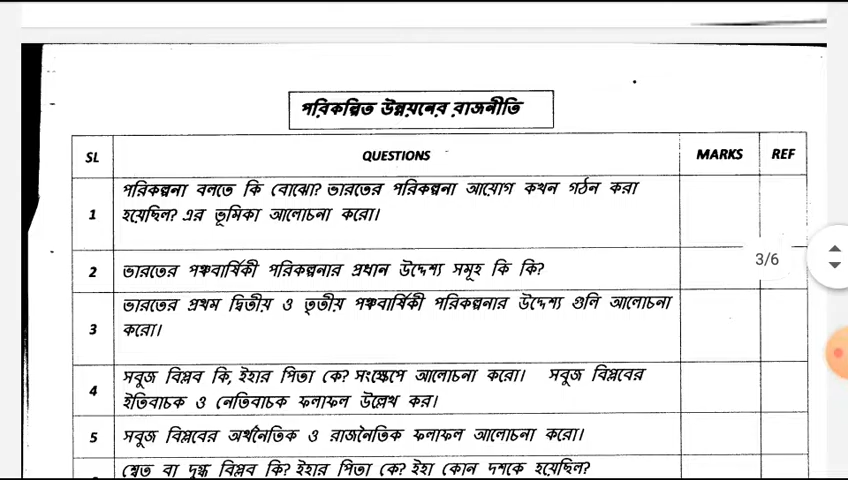 পরিকল্পিত উন্নয়নের রাজনীতি
SL QUESTIONS MARKS REF
1 পরিকল্পনা বলতে কি বোঝো? ভারতের পরিকল্পনা আয়োগ কখন গঠন করা
হয়েছিল? এর ভূমিকা আলোচনা করো।
2 ভারতের পঞ্চবার্ষিকী পরিকল্পনার প্রধান উদ্দেশ্য সমূহ কি কি?
3/6
3 ভারতের প্রথম দ্বিতীয় ও তৃতীয় পঞ্চবার্ষিকী পরিকল্পনার উদ্দেশ্য গুলি আলোচনা
করো।
4 সবুজ বিপ্লব কি, ইহার পিতা কে? সংক্ষেপে আলোচনা করো। সবুজ বিপ্লবের
ইতিবাচক ও নেতিবাচক ফলাফল উল্লেখ কর।
5 সবুজ বিপ্লবের অর্থনৈতিক ও রাজনৈতিক ফলাফল আলোচনা করো।
শ্বেত বা দুগ্ধ বিপ্লব কি? ইহার পিতা কে? ইহা কোন দশকে হয়েছিল?